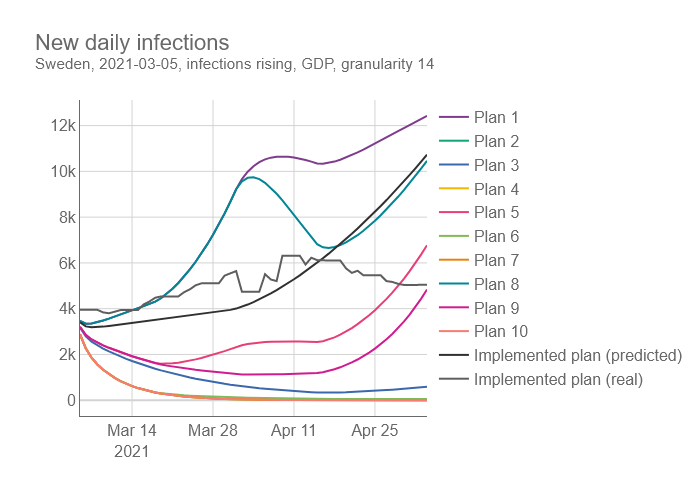 New daily infections
Sweden, 2021-03-05, infections rising, GDP, granularity 14
12k
10k
8k
6k
4k
2k
0
Mar 14
2021
Mar 28
Apr 11
Apr 25
Plan 1
Plan 2
Plan 3
Plan 4
Plan 5
Plan 6
Plan 7
Plan 8
Plan 9
Plan 10
Implemented plan (predicted)
Implemented plan (real)